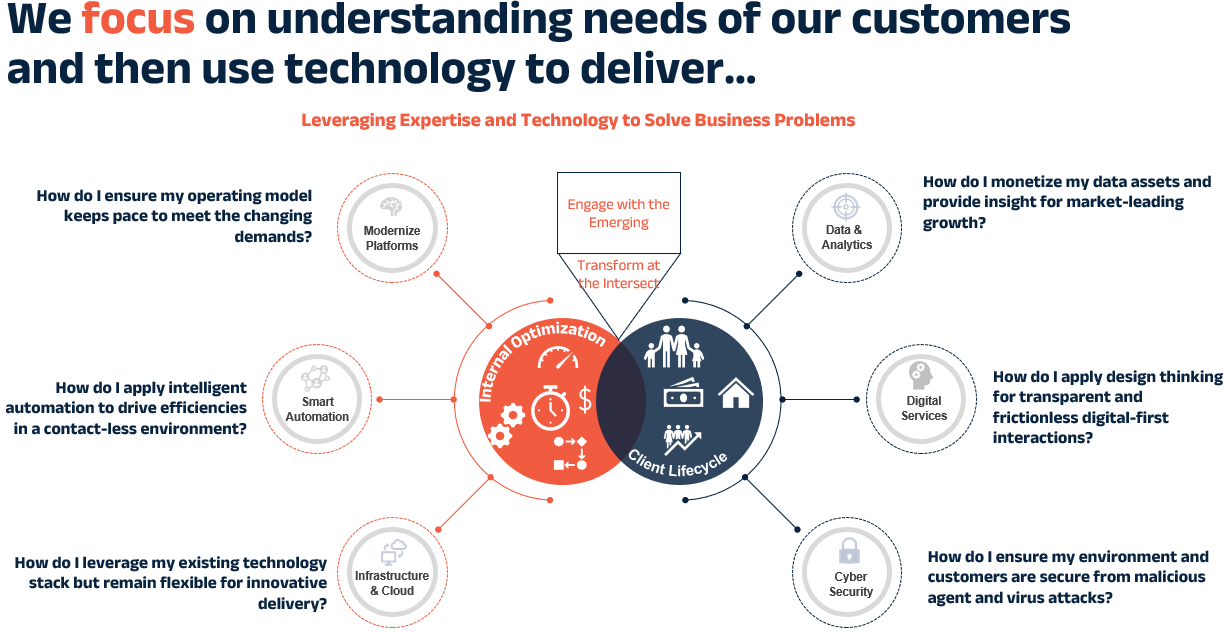 We focus on understanding needs of our customers
and then use technology to deliver...
Leveraging Expertise and Technology to Solve Business Problems
How do I ensure my operating model
keeps pace to meet the changing
demands?
Modernize
Platforms
Engage with the
Emerging
Transform at
the Intersect
Data &
Analytics
How do I monetize my data assets and
provide insight for market-leading
growth?
How do I apply intelligent
automation to drive efficiencies
in a contact-less environment?
Smart
Automation
Internal Optimization
$
Client Lifecycle
Digital
Services
How do I apply design thinking
for transparent and
frictionless digital-first
interactions?
How do I leverage my existing technology
stack but remain flexible for innovative
delivery?
Infrastructure
& Cloud
Cyber
Security
How do I ensure my environment and
customers are secure from malicious
agent and virus attacks?